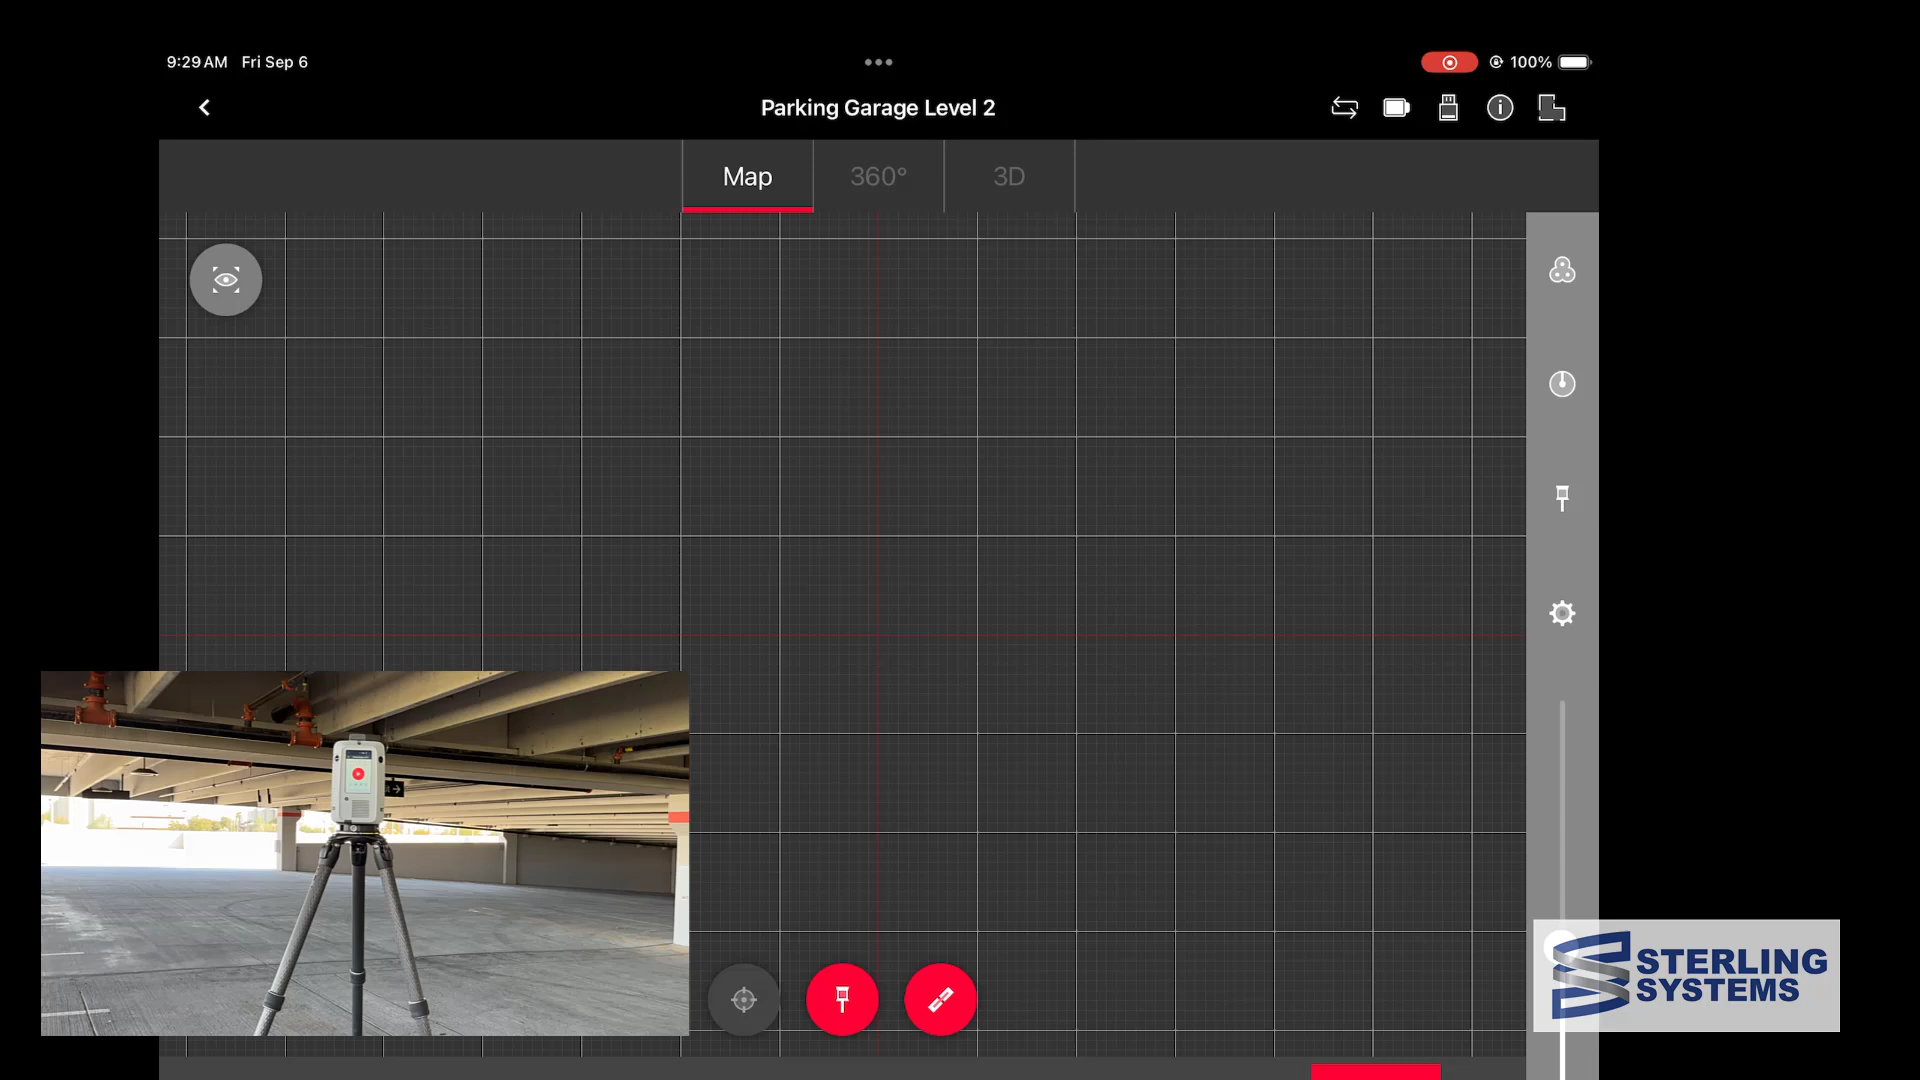 9:29 AM Fri Sep 6
100%
Parking Garage Level 2
Map
360°
3D
STERLING
SYSTEMS